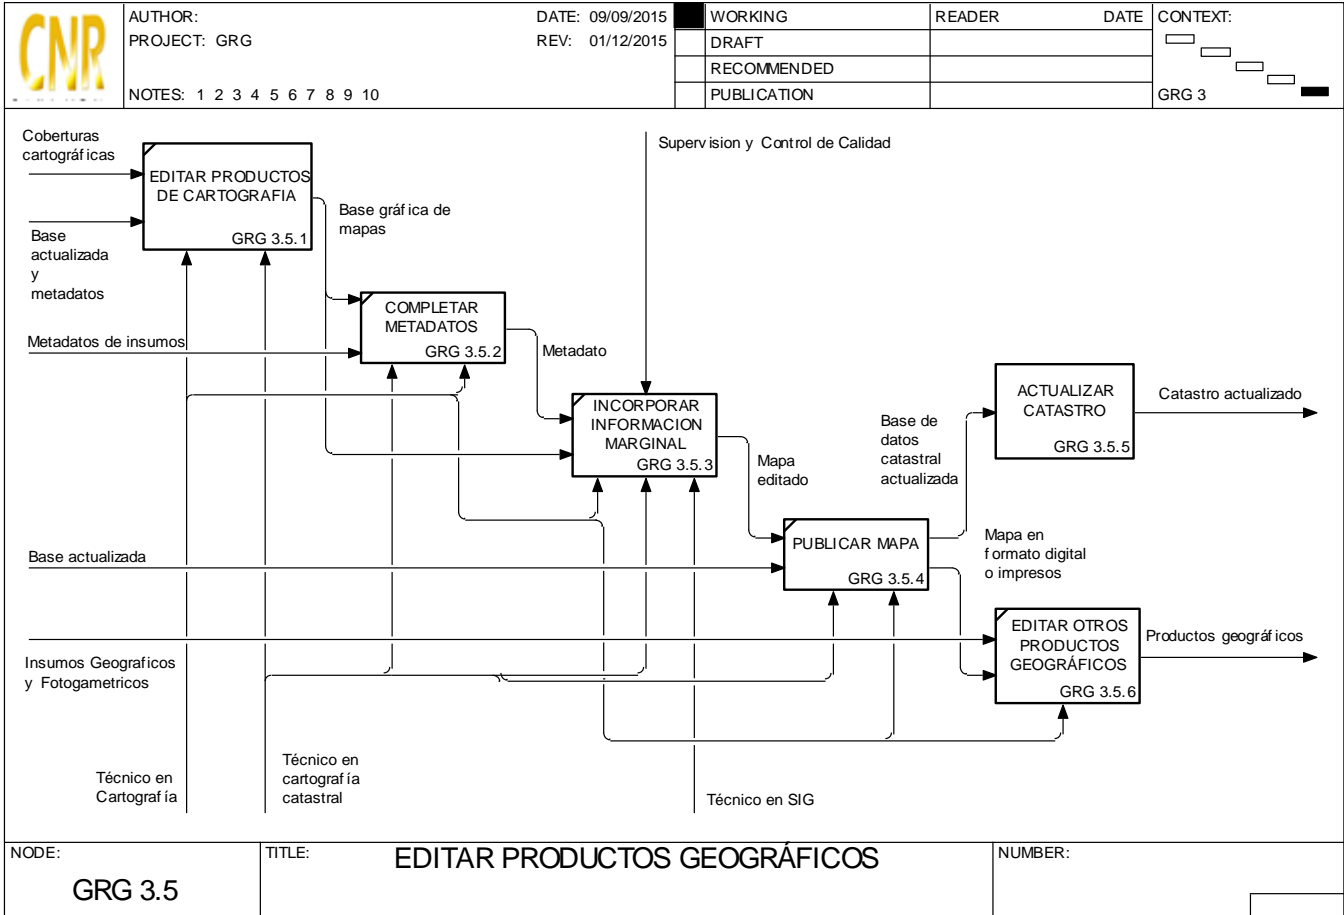 CNR
AUTHOR:
DATE: 09/09/2015
WORKING
READER
DATE
CONTEXT:
PROJECT: GRG
REV: 01/12/2015
DRAFT
RECOMMENDED
NOTES: 1 2 3 4 5 6 7 8 9 10
PUBLICATION
GRG 3
Coberturas
cartográficas
EDITAR PRODUCTOS
DE CARTOGRAFIA
GRG 3.5.1
Supervision y Control de Calidad
Base gráfica de
mapas
Base
actualizada
y
metadatos
COMPLETAR
METADATOS
GRG 3.5.2
Metadatos de insumos
Metadato
INCORPORAR
INFORMACION
MARGINAL
GRG 3.5.3
ACTUALIZAR
CATASTRO
GRG 3.5.5
Catastro actualizado
Base de
datos
catastral
actualizada
Mapa
editado
PUBLICAR MAPA
GRG 3.5.4
Mapa en
formato digital
o impresos
Base actualizada
EDITAR OTROS
PRODUCTOS
GEOGRÁFICOS
GRG 3.5.6
Productos geográficos
Insumos Geograficos
y Fotogametricos
Técnico en
Cartografía
Técnico en
cartografía
catastral
Técnico en SIG
NODE:
GRG 3.5
TITLE:
EDITAR PRODUCTOS GEOGRÁFICOS
NUMBER: